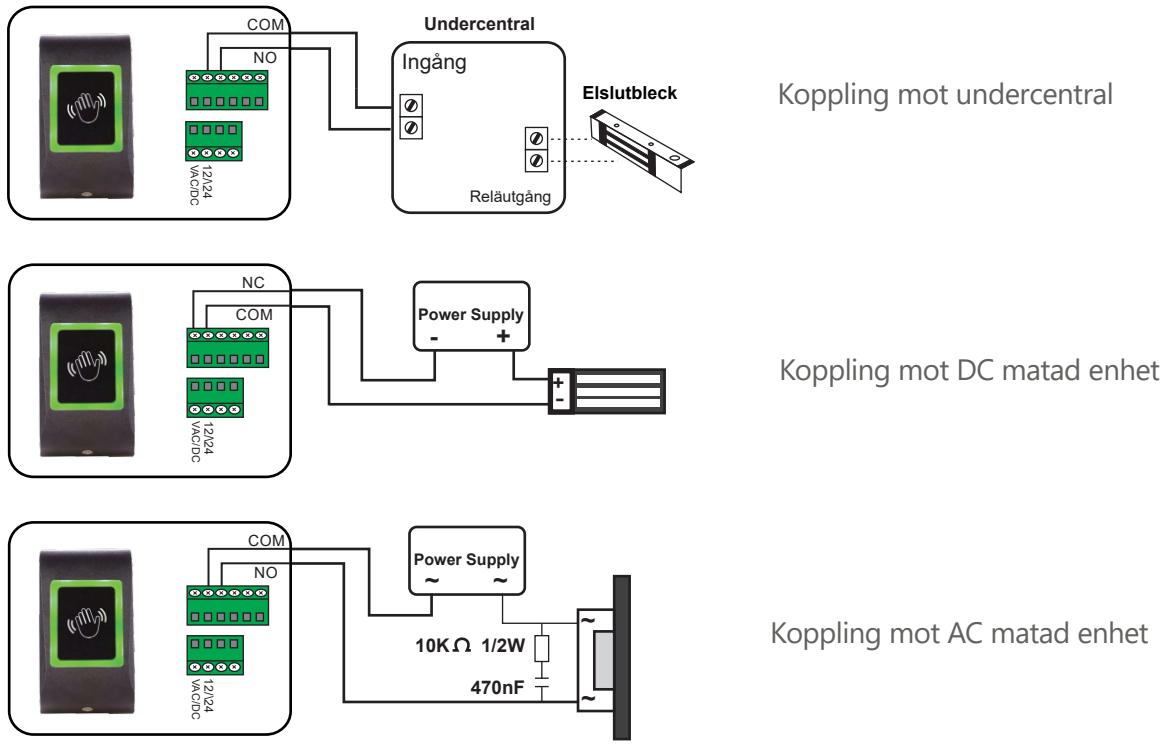 COM
NO
Undercentral
Ingång
Elslutbleck
Reläutgång
12/\24
VAC/DC
Koppling mot undercentral
NC
COM
Power Supply
- +
+
-
12/\24
VAC/DC
Koppling mot DC matad enhet
COM
NO
Power Supply
~ ~
~
10KΩ 1/2W
470nF
~
12/\24
VAC/DC
Koppling mot AC matad enhet